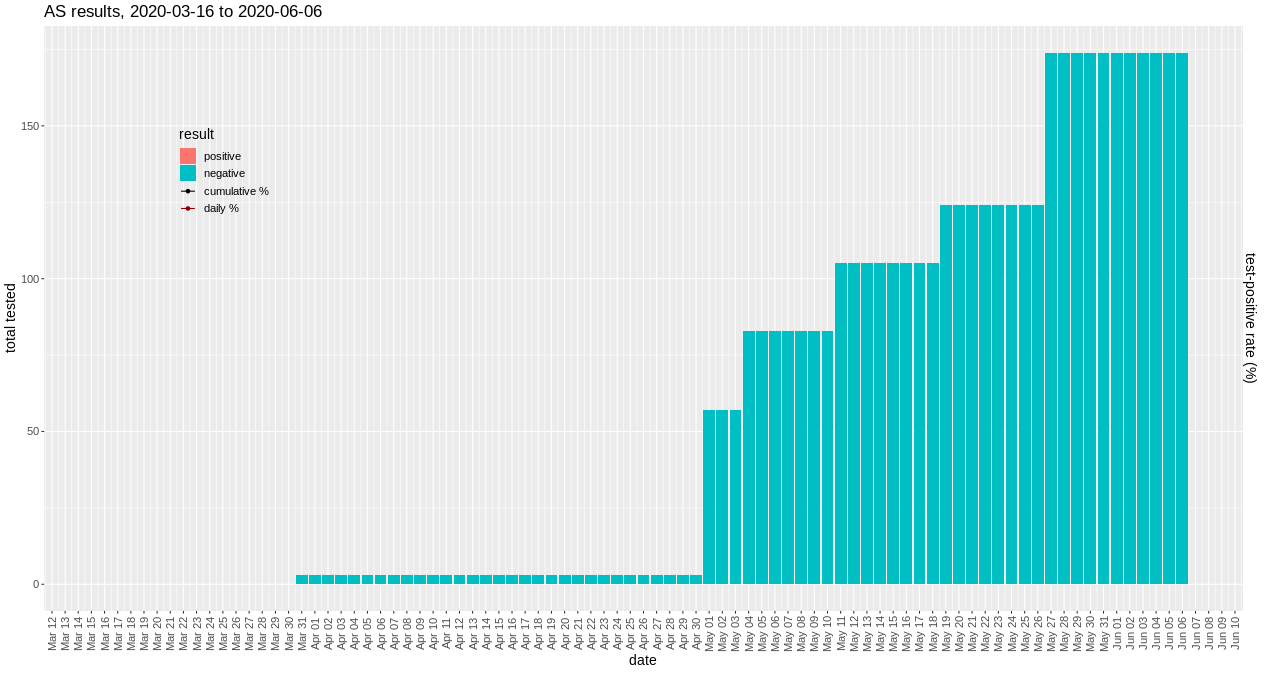 AS results, 2020-03-16 to 2020-06-06
total tested
150
100
50
0
result
positive
negative
cumulative %
daily %
test-positive rate (%)
Mar 12
Mar 13
Mar 14
Mar 15
Mar 16
Mar 17
Mar 18
Mar 19
Mar 20
Mar 21
Mar 22
Mar 23
Mar 24
Mar 25
Mar 26
Mar 27
Mar 28
Mar 29
Mar 30
Mar 31
Apr 01
Apr 02
Apr 03
Apr 04
Apr 05
Apr 06
Apr 07
Apr 08
Apr 09
Apr 10
Apr 11
Apr 12
Apr 13
Apr 14
Apr 15
Apr 16
Apr 17
Apr 18
Apr 19
Apr 20
Apr 21
Apr 22
Apr 23
Apr 24
Apr 25
Apr 26
Apr 27
Apr 28
Apr 29
Apr 30
May 01
May 02
May 03
May 04
May 05
May 06
May 07
May 08
May 09
May 10
May 11
May 12
May 13
May 14
May 15
May 16
May 17
May 18
May 19
May 20
May 21
May 22
May 23
May 24
May 25
May 26
May 27
May 28
May 29
May 30
May 31
Jun 01
Jun 02
Jun 03
Jun 04
Jun 05
Jun 06
Jun 07
Jun 08
Jun 09
Jun 10
date